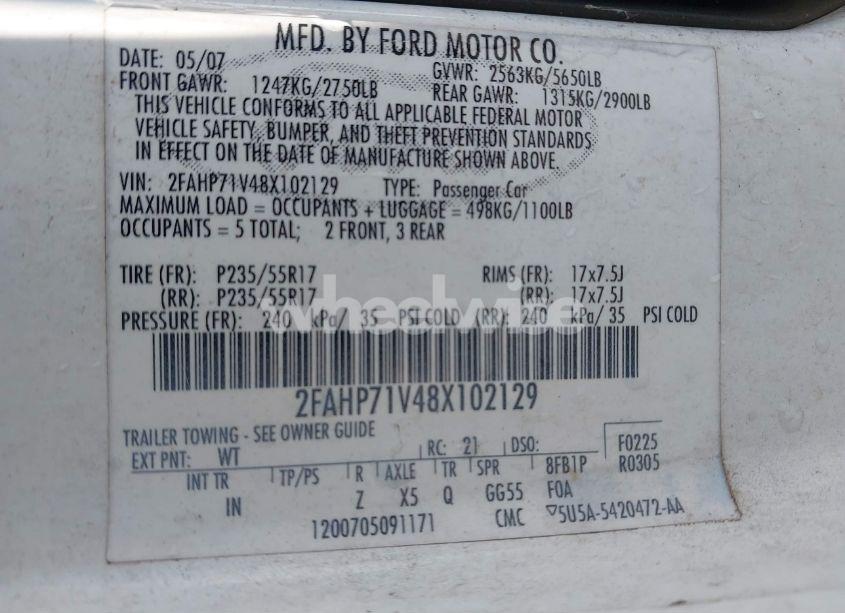 MFD. BY FORD MOTOR CO.
DATE: 05/07 GVWR: 2563KG/5650LB
FRONT GAWR: 1247KG/2750LB REAR GAWR: 1315KG/2900LB
THIS VEHICLE CONFORMS TO ALL APPLICABLE FEDERAL MOTOR
VEHICLE SAFETY, BUMPER, AND THEFT PREVENTION STANDARDS
IN EFFECT ON THE DATE OF MANUFACTURE SHOWN ABOVE.
VIN: 2FAHP71V48X102129 TYPE: Passenger Car
MAXIMUM LOAD = OCCUPANTS + LUGGAGE = 498KG/1100LB
OCCUPANTS = 5 TOTAL; 2 FRONT, 3 REAR
TIRE (FR): P235/55R17 RIMS (FR): 17x7.5J
(RR): P235/55R17 (RR): 17x7.5J
wheelwise
PRESSURE (FR): 240 kPa/ 35 PSI COLD (RR): 240 kPa/ 35 PSI COLD
2FAHP71V48X102129
TRAILER TOWING - SEE OWNER GUIDE
EXT PNT: WT RC: 21 DSO: F0225
INT TR TP/PS R AXLE TR SPR 8FB1P R0305
IN Z X5 Q GG55 FOA
1200705091171 CMC ▽5U5A-5420472-AA